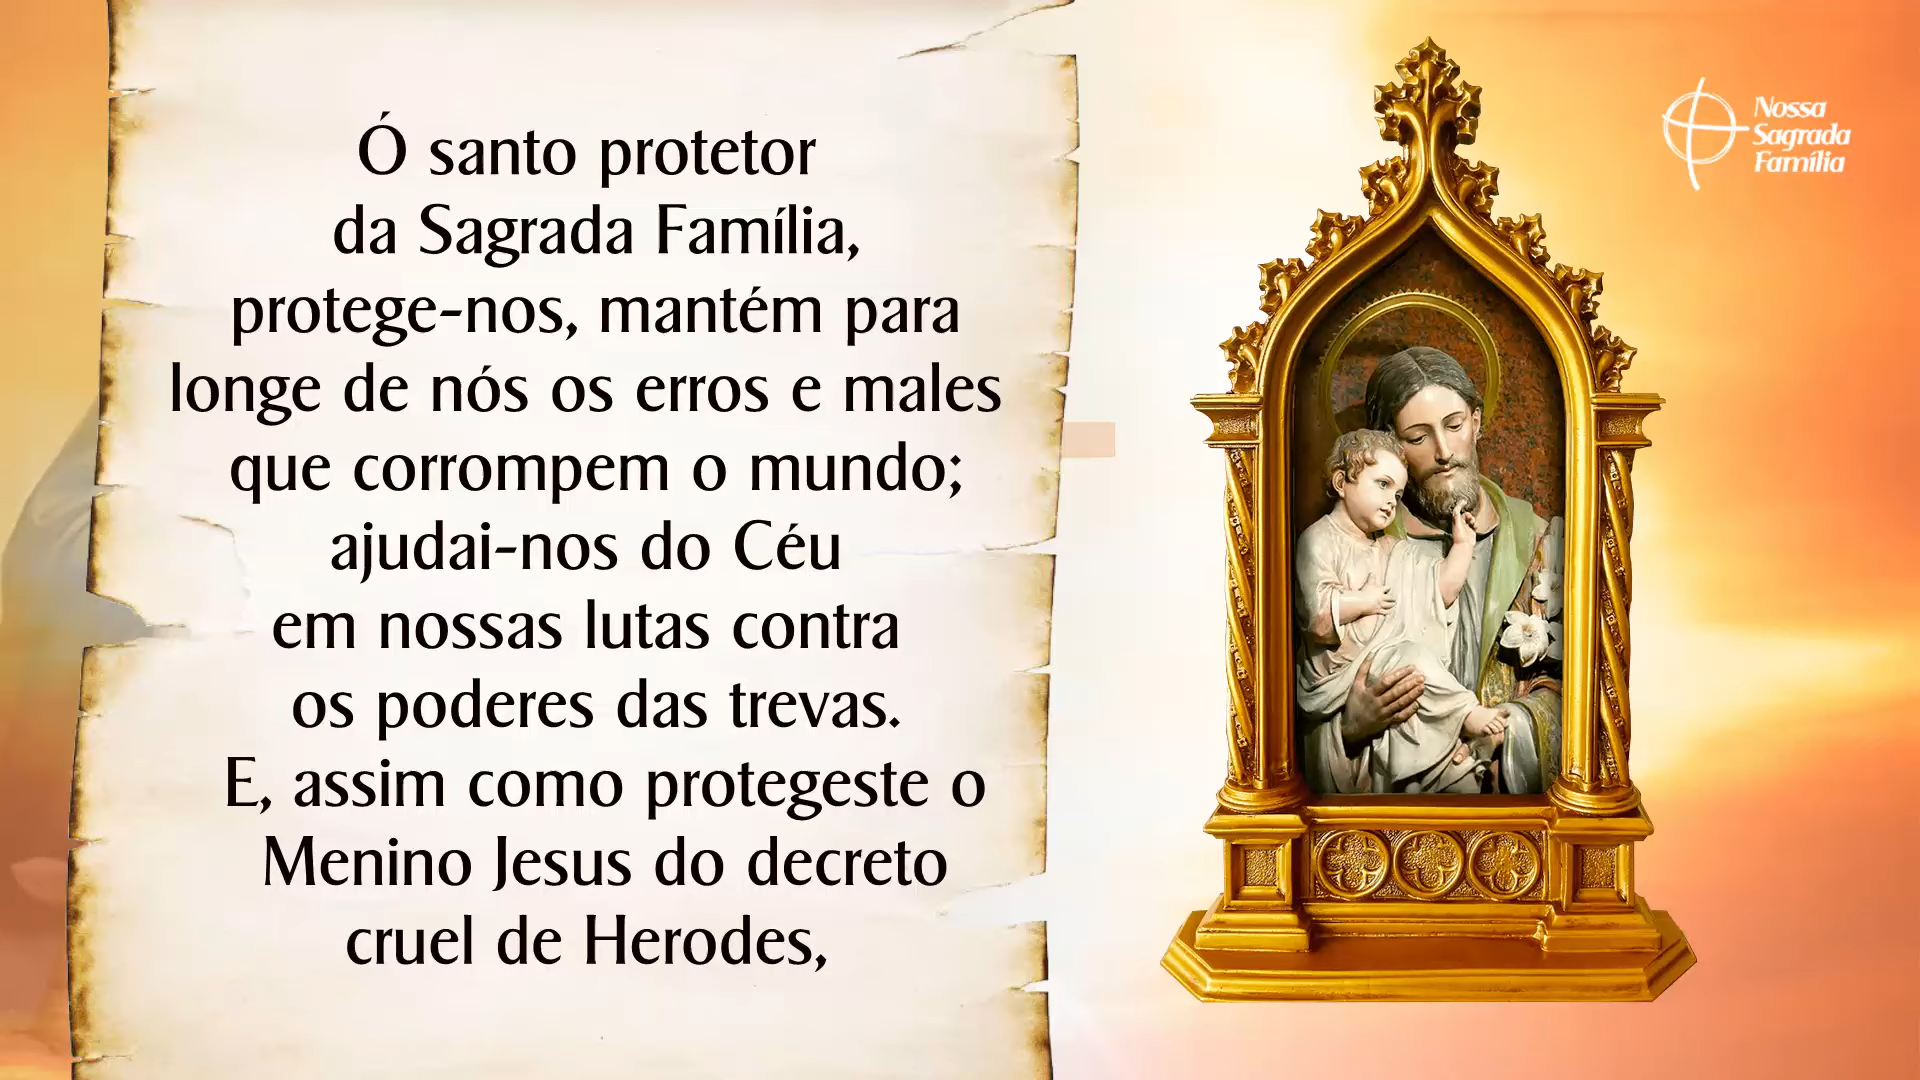 Ó santo protetor
da Sagrada Família,
protege-nos, mantém para
longe de nós os erros e males
que corrompem o mundo;
ajudai-nos do Céu
em nossas lutas contra
os poderes das trevas.
E, assim como protegeste o
Menino Jesus do decreto
cruel de Herodes,
Nossa
Sagrada
Família